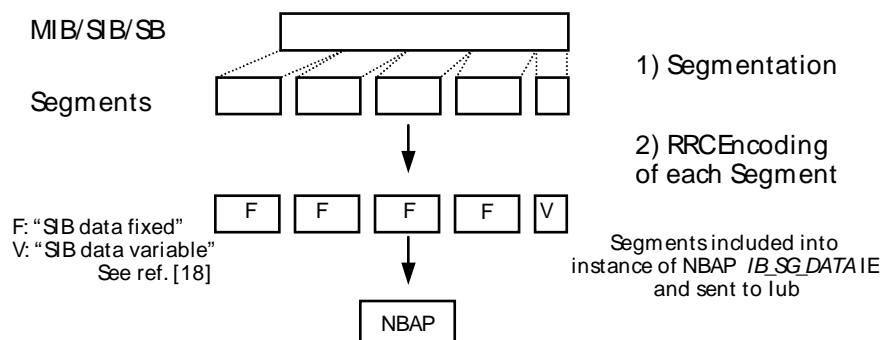 MIB/SIB/SB
1) Segmentation
Segments
2) RRCEncoding
of each Segment
F F F F V
F: “SIB data fixed”
V: “SIB data variable”
See ref. [18]
Segments included into
instance of NBAP IB_SG_DATA IE
and sent to Iub
NBAP